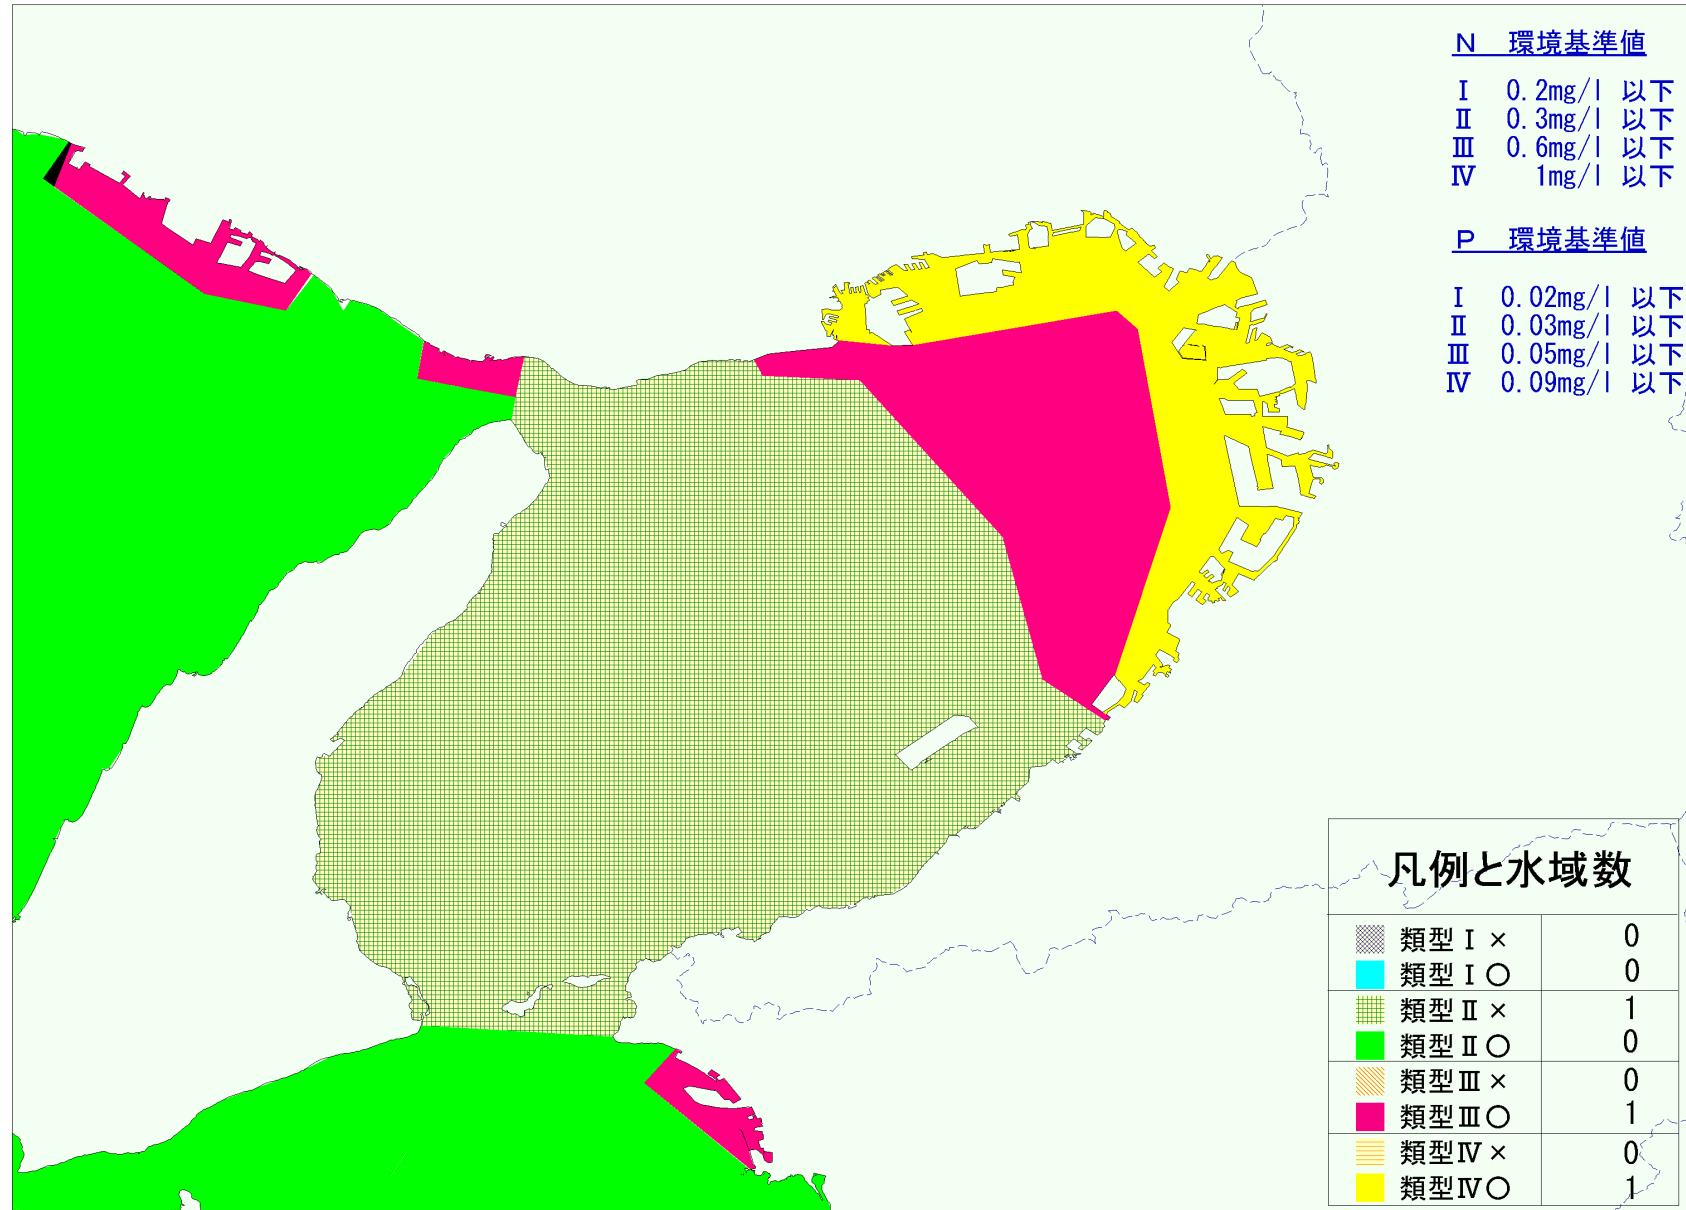 N 環境基準値
Ⅰ 0.2mg/l 以下
Ⅱ 0.3mg/l 以下
Ⅲ 0.6mg/l 以下
Ⅳ 1mg/l 以下
P 環境基準値
Ⅰ 0.02mg/l 以下
Ⅱ 0.03mg/l 以下
Ⅲ 0.05mg/l 以下
Ⅳ 0.09mg/l 以下
凡例と水域数
類型Ⅰ× 0
類型Ⅰ○ 0
類型Ⅱ× 1
類型Ⅱ○ 0
類型Ⅲ× 0
類型Ⅲ○ 1
類型Ⅳ× 0
類型Ⅳ○ 1